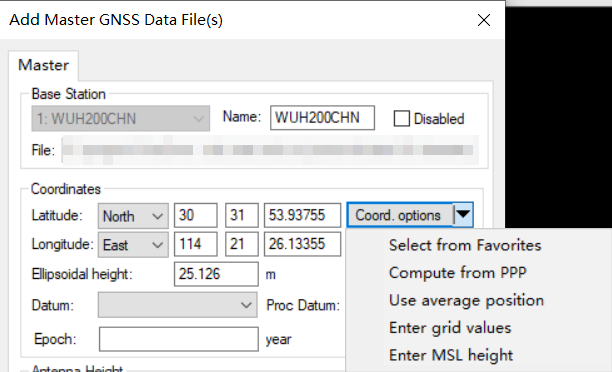 Add Master GNSS Data File(s)
Master
Base Station
1: WUH200CHN Name: WUH200CHN Disabled
File:
Coordinates
Latitude: North 30 31 53.93755 Coord. options
Longitude: East 114 21 26.13355
Select from Favorites
Ellipsoidal height: 25.126 m
Compute from PPP
Datum: Proc Datum:
Use average position
Enter grid values
Epoch: year
Enter MSL height
Antenna Height